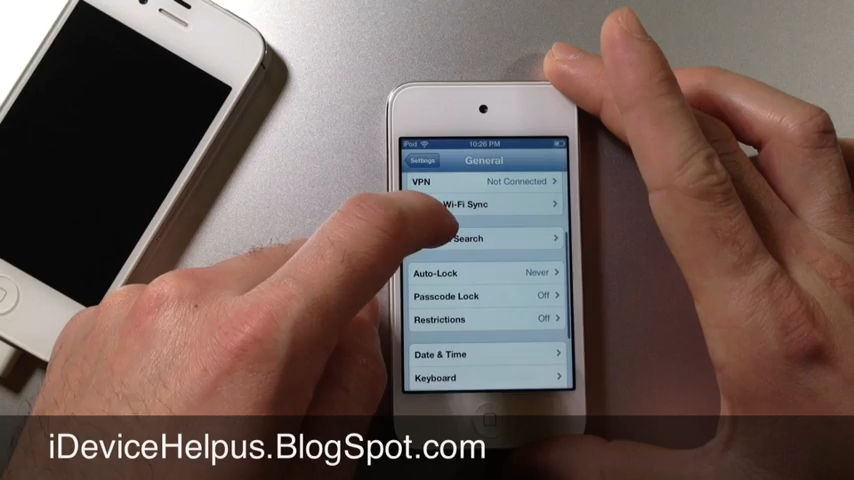 iPod 10:26 PM
Settings General
VPN Not Connected
Wi-Fi Sync
Search
Auto-Lock Never
Passcode Lock Off
Restrictions Off
Date & Time
Keyboard
iDeviceHelpus.BlogSpot.com